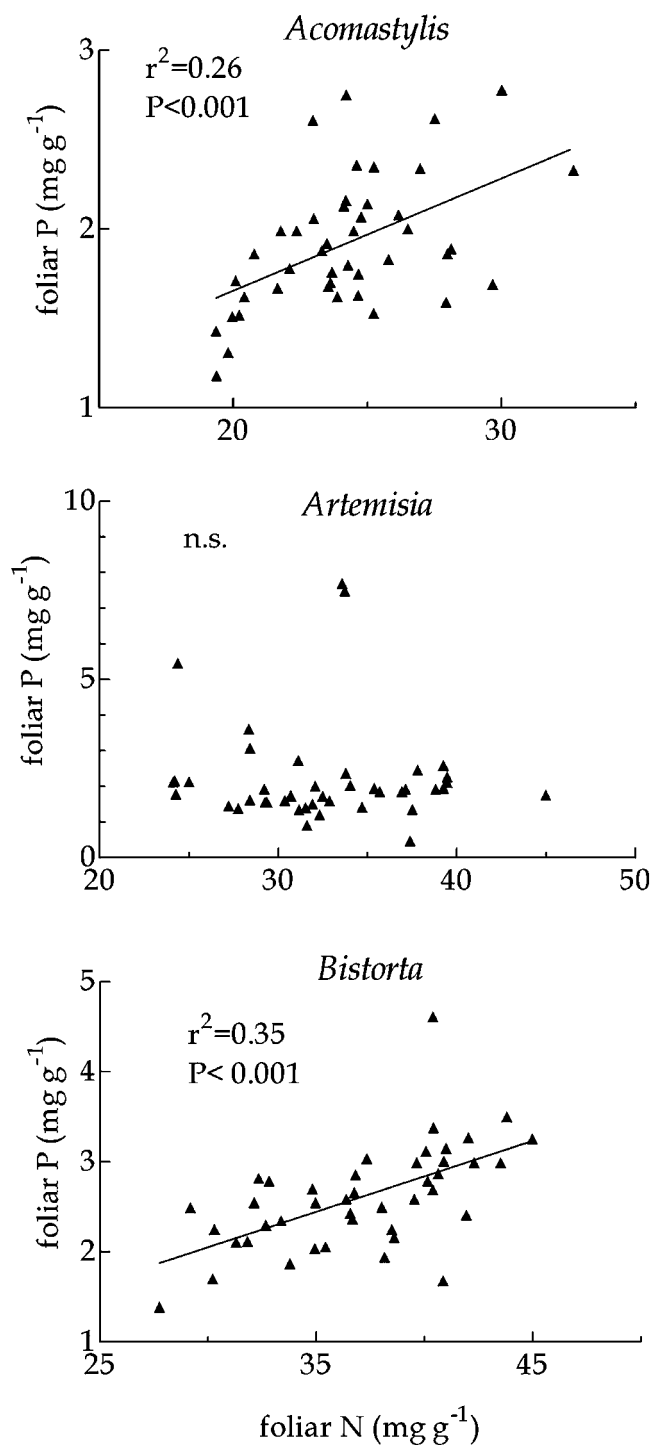 Acomastylis
r²=0.26
P<0.001
3
2
1
foliar P (mg g⁻¹)
20
30
Artemisia
n.s.
10
5
0
foliar P (mg g⁻¹)
20
30
40
50
Bistorta
r²=0.35
P< 0.001
5
4
3
2
1
foliar P (mg g⁻¹)
25
35
45
foliar N (mg g⁻¹)